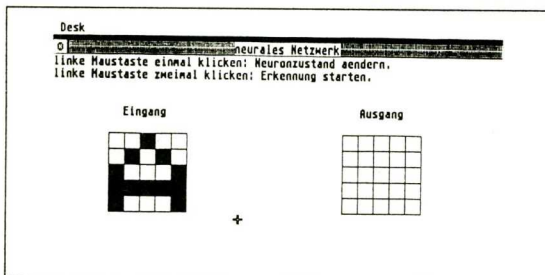 Desk
neurales Netzwerk
linke Maustaste einmal klicken: Neuronzustand aendern.
linke Maustaste zweimal klicken: Erkennung starten.
Eingang Ausgang